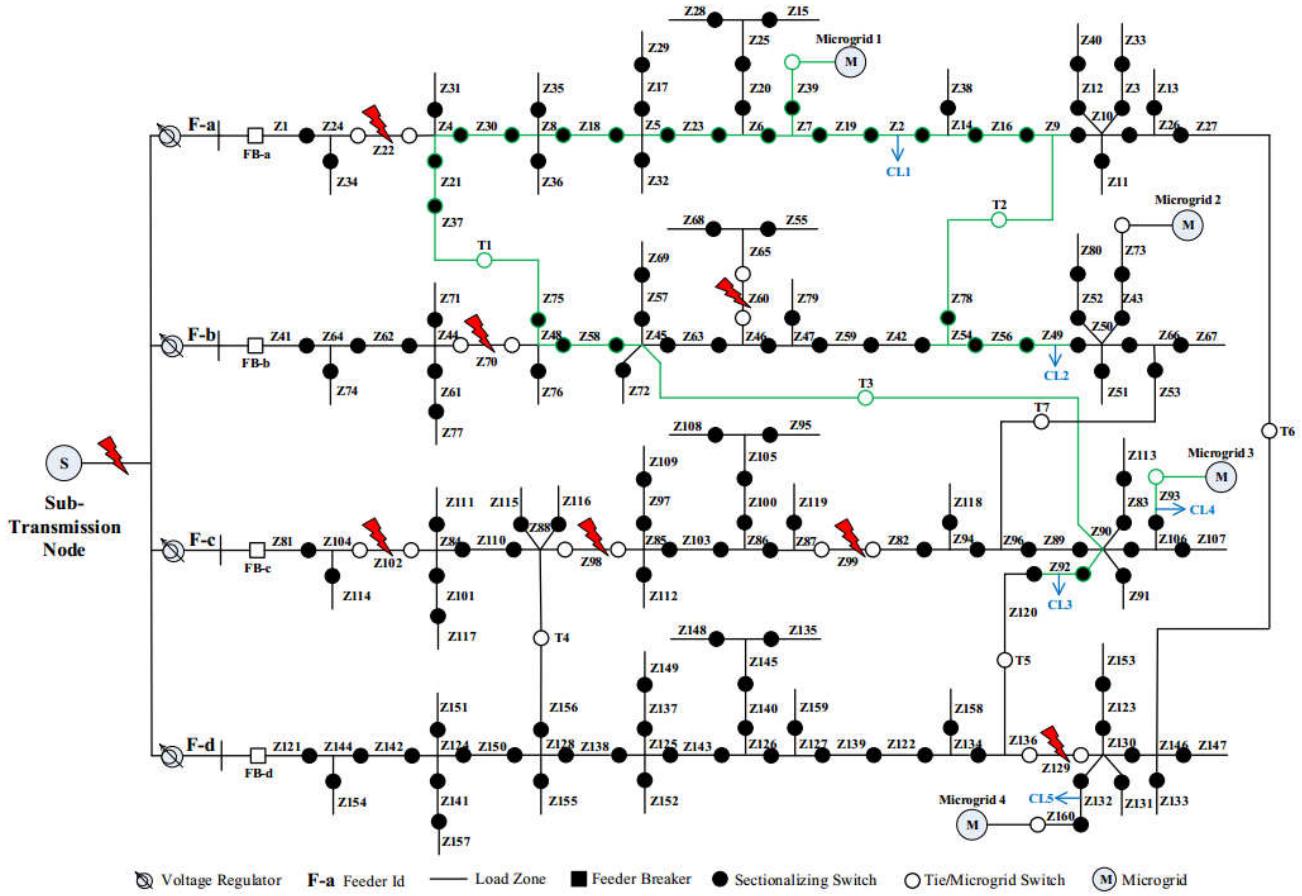 Z28 Z15
Z29 Z25 Microgrid 1 M Z40 Z33
Z31 Z35 Z17 Z20 Z39 Z38 Z12 Z3 Z13
F-a Z1 Z24 Z22 Z4 Z30 Z8 Z18 Z5 Z23 Z6 Z7 Z19 Z2 Z14 Z16 Z9 Z10 Z26 Z27
FB-a Z34 Z21 Z36 Z32 CL1 Z11
Z37 Z68 Z55 T2 Microgrid 2 M
T1 Z69 Z65 Z80 Z73
Z71 Z75 Z57 Z60 Z79 Z78 Z52 Z43
F-b Z41 Z64 Z62 Z44 Z70 Z48 Z58 Z45 Z63 Z46 Z47 Z59 Z42 Z54 Z56 Z49 Z50 Z66 Z67
FB-b Z74 Z61 Z76 Z72 CL2 Z51 Z53
Z77 T3 T7 T6
Z108 Z95
S
Sub-
Transmission
Node
Z109 Z105 Z113 Microgrid 3 M
Z111 Z115 Z116 Z97 Z100 Z119 Z118 Z83 Z93 CL4
F-c Z81 Z104 Z102 Z84 Z110 Z88 Z98 Z85 Z103 Z86 Z87 Z99 Z82 Z94 Z96 Z89 Z90 Z106 Z107
FB-c Z114 Z101 Z112 Z92 Z91
Z117 Z120 CL3
T4 Z148 Z135 T5
Z149 Z145 Z153
Z151 Z156 Z137 Z140 Z159 Z158 Z123
F-d Z121 Z144 Z142 Z124 Z150 Z128 Z138 Z125 Z143 Z126 Z127 Z139 Z122 Z134 Z136 Z129 Z130 Z146 Z147
FB-d Z154 Z141 Z155 Z152 CL5 Z132 Z131 Z133
Z157 Microgrid 4 M Z160
Voltage Regulator F-a Feeder Id Load Zone Feeder Breaker Sectionalizing Switch Tie/Microgrid Switch M Microgrid